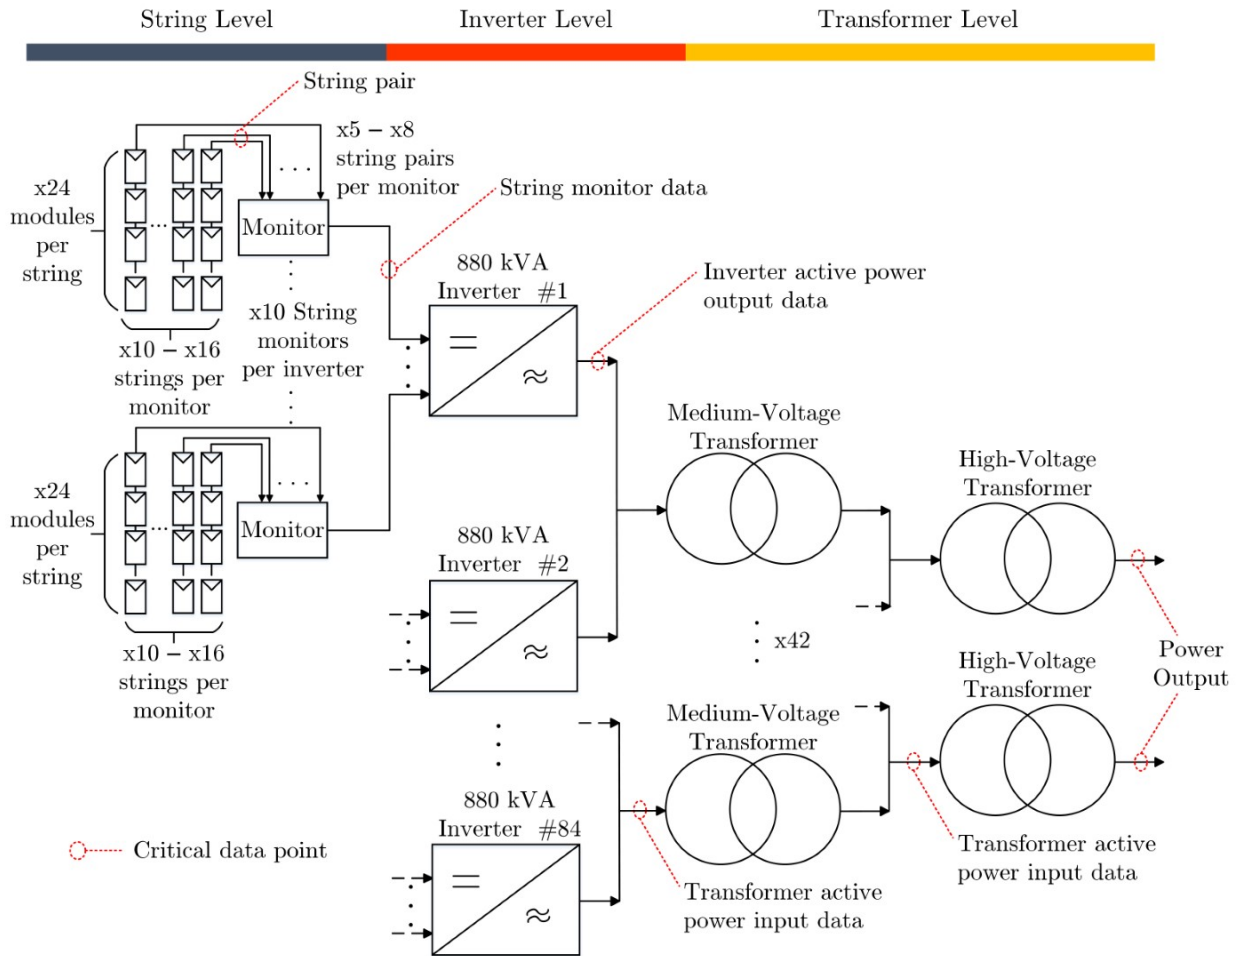 String Level
Inverter Level
Transformer Level
String pair
x5 – x8
string pairs
per monitor
x24
modules
per
string
...
. . .
Monitor
String monitor data
x10 – x16
strings per
monitor
x10 String
monitors
per inverter
880 kVA
Inverter #1
=
≈
Inverter active power
output data
x24
modules
per
string
...
. . .
Monitor
x10 – x16
strings per
monitor
880 kVA
Inverter #2
=
≈
Medium-Voltage
Transformer
High-Voltage
Transformer
x42
Power
Output
High-Voltage
Transformer
Medium-Voltage
Transformer
880 kVA
Inverter #84
=
≈
Critical data point
Transformer active
power input data
Transformer active
power input data